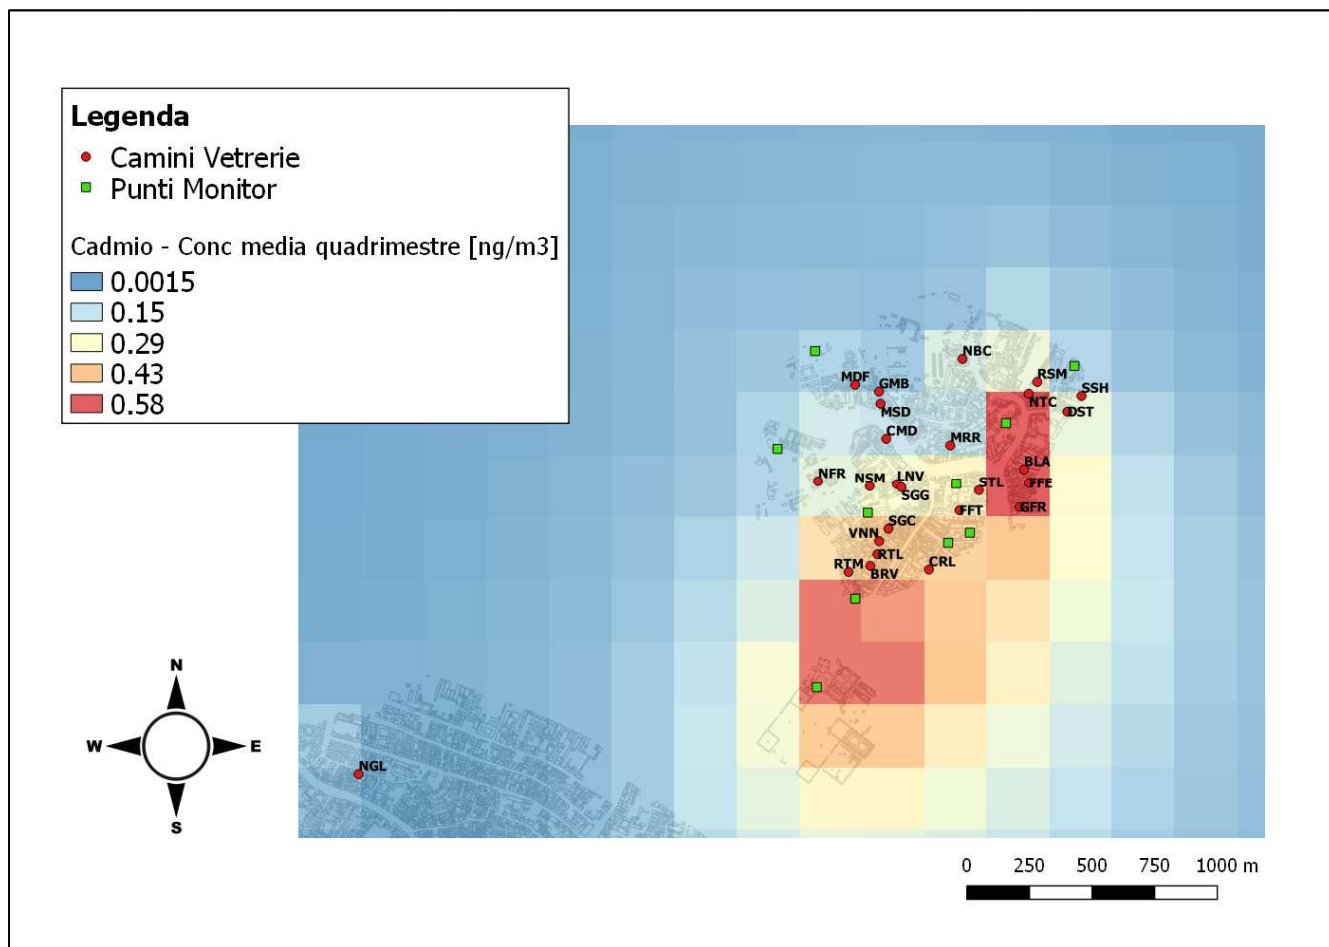 Legenda
Camini Vetrerie
Punti Monitor
Cadmio - Conc media quadrimestre [ng/m3]
0.0015
0.15
0.29
0.43
0.58
NBC
MDF
GMB
RSM
SSH
MSD
NTC
DST
CMD
MRR
BLA
NFR
NSM
LNV
STL
FFE
SGG
GFR
FFT
SGC
VNN
RTL
RTM
BRV
CRL
NGL
N
W
E
S
0 250 500 750 1000 m